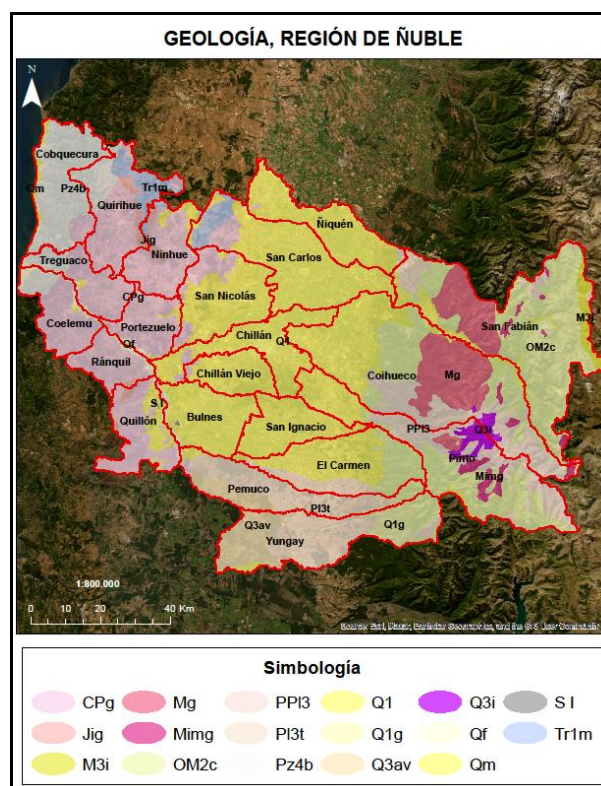 GEOLOGÍA, REGIÓN DE ÑUBLE
N
Cobquecura
Qm
Pz4b
Tr1m
Quirihue
Jig
Ñiquén
Treguaco
Ninhue
San Carlos
CPg
San Nicolás
San Fabián
M3i
Coelemu
Portezuelo
OM2c
Qf
Chillán
Q1
Ránquil
Chillán Viejo
Coihueco
Mg
S I
Quillón
Bulnes
San Ignacio
PPl3
Q3i
Pinto
El Carmen
Mimg
Pemuco
Pl3t
Q3av
Q1g
Yungay
1:800.000
0 10 20 40 Km
Simbología
CPg Mg PPl3 Q1 Q3i S I
Jig Mimg Pl3t Q1g Qf Tr1m
M3i OM2c Pz4b Q3av Qm